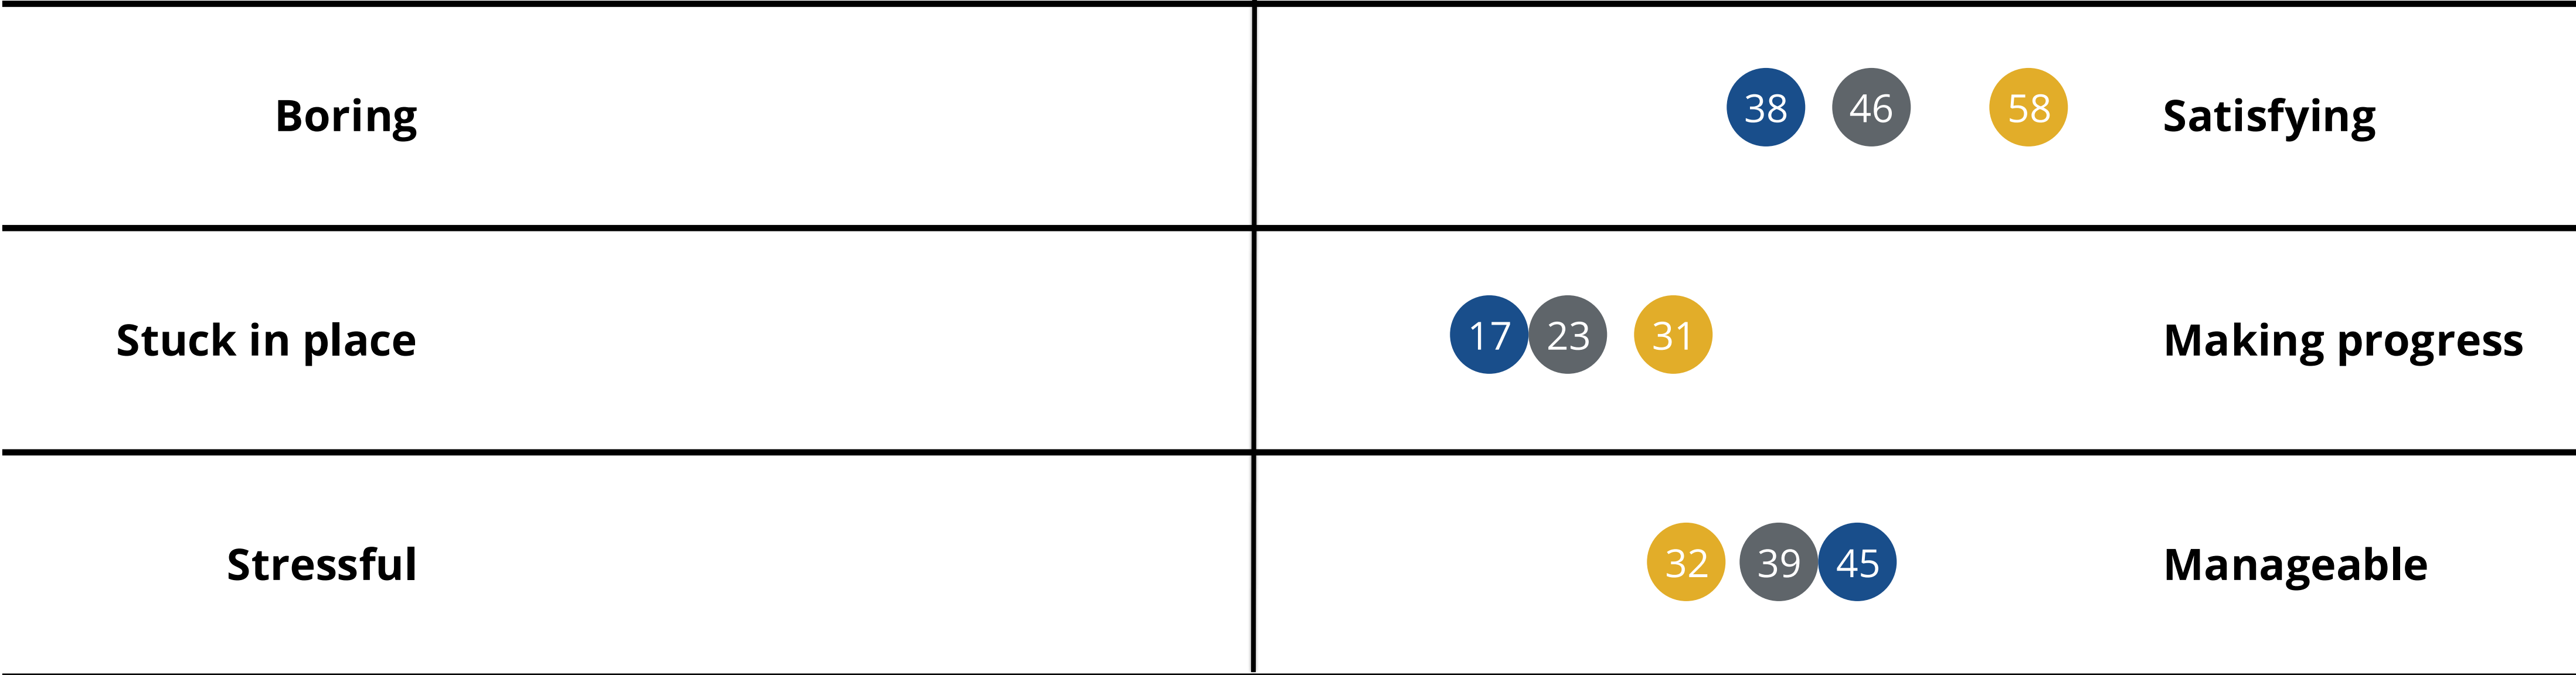 Boring 38 46 58 Satisfying
Stuck in place 17 23 31 Making progress
Stressful 32 39 45 Manageable